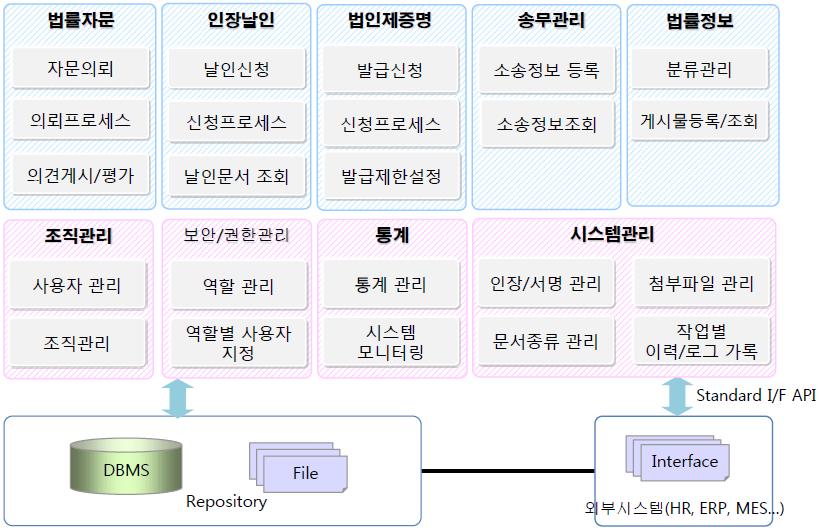 법률자문
자문의뢰
의뢰프로세스
의견게시/평가
인장날인
날인신청
신청프로세스
날인문서 조회
법인제증명
발급신청
신청프로세스
발급제한설정
송무관리
소송정보 등록
소송정보조회
법률정보
분류관리
게시물등록/조회
조직관리
사용자 관리
조직관리
보안/권한관리
역할 관리
역할별 사용자
지정
통계
통계 관리
시스템
모니터링
시스템관리
인장/서명 관리
첨부파일 관리
문서종류 관리
작업별
이력/로그 가록
Standard I/F API
DBMS
File
Repository
Interface
외부시스템(HR, ERP, MES...)